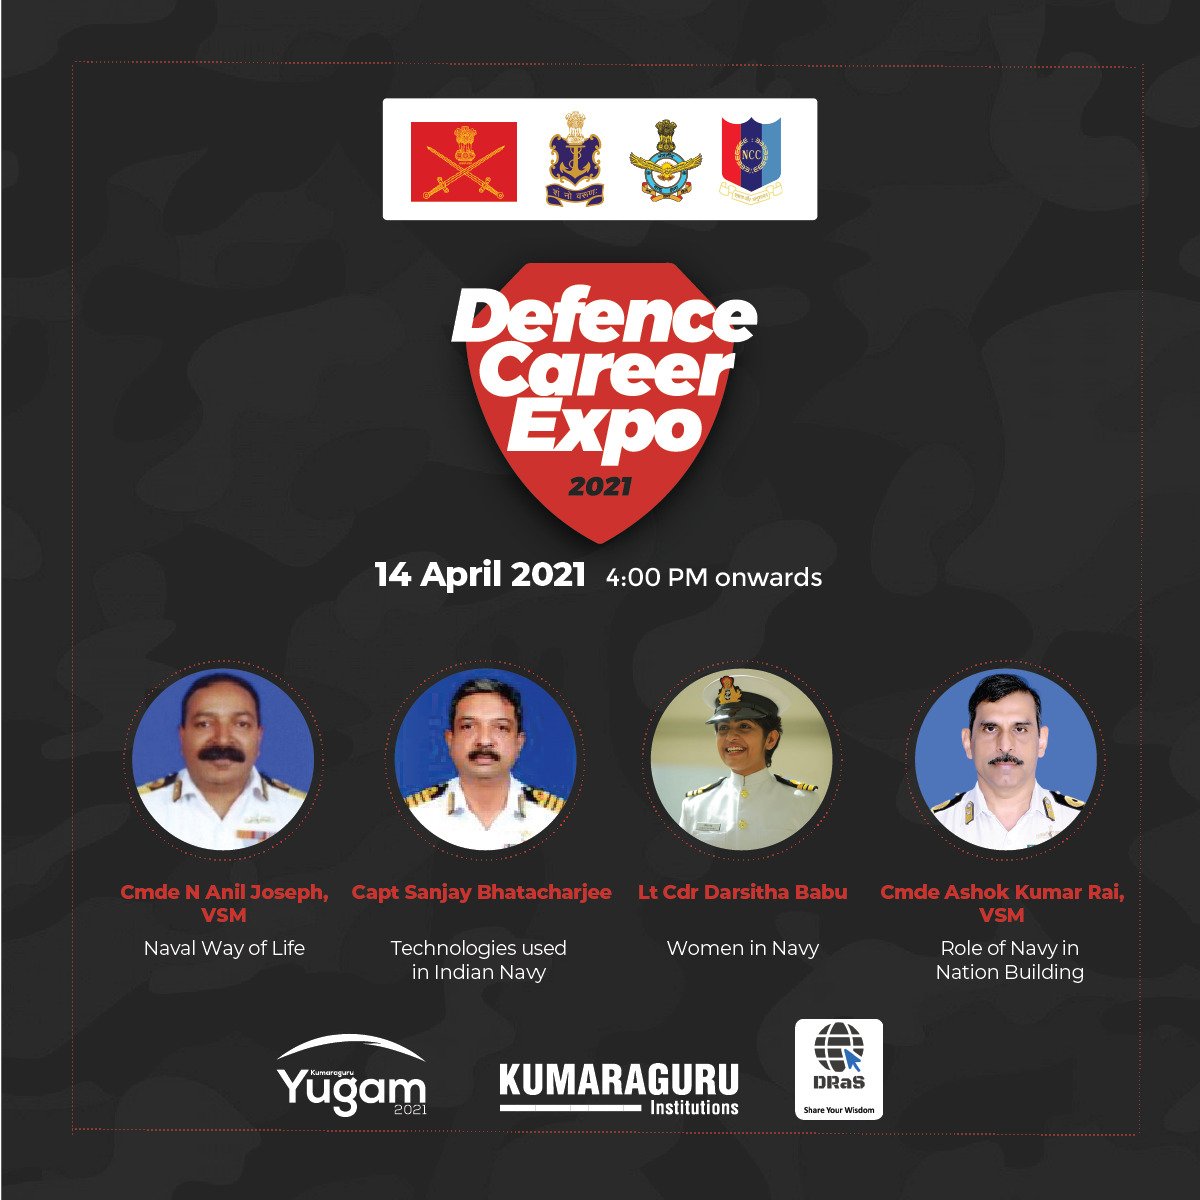 शं नो वरुणः
NCC
Defence
Career
Expo
2021
14 April 2021 4:00 PM onwards
Cmde N Anil Joseph,
VSM
Naval Way of Life
Capt Sanjay Bhatacharjee
Technologies used
in Indian Navy
Lt Cdr Darsitha Babu
Women in Navy
Cmde Ashok Kumar Rai,
VSM
Role of Navy in
Nation Building
Kumaraguru
Yugam
2021
KUMARAGURU
Institutions
DRaS
Share Your Wisdom